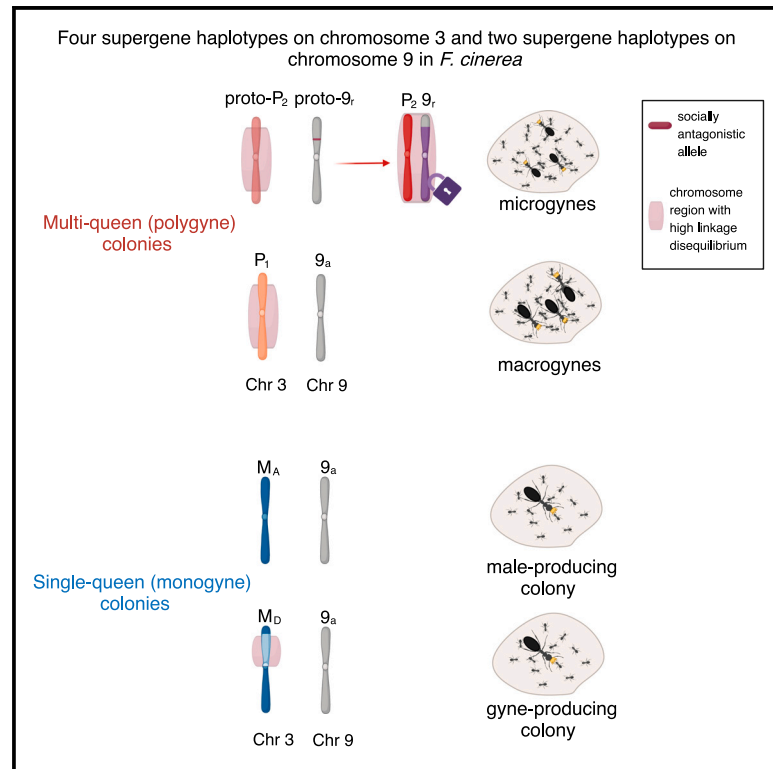 Four supergene haplotypes on chromosome 3 and two supergene haplotypes on
chromosome 9 in F. cinerea
proto-P₂ proto-9ᵣ P₂ 9ᵣ
socially
antagonistic
allele
chromosome
region with
high linkage
disequilibrium
microgynes
Multi-queen (polygyne)
colonies
P₁ 9ₐ
macrogynes
Chr 3 Chr 9
M_A 9ₐ
male-producing
colony
Single-queen (monogyne)
colonies
M_D 9ₐ
gyne-producing
colony
Chr 3 Chr 9